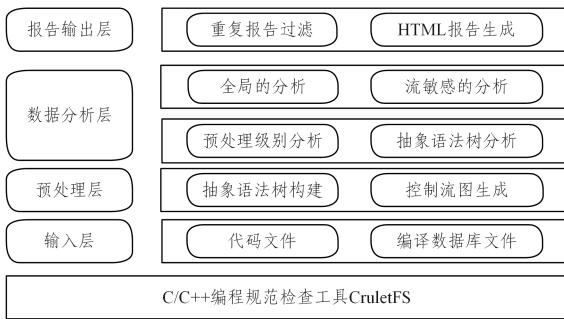 报告输出层 重复报告过滤 HTML报告生成
全局的分析 流敏感的分析
数据分析层
预处理级别分析 抽象语法树分析
预处理层 抽象语法树构建 控制流图生成
输入层 代码文件 编译数据库文件
C/C++编程规范检查工具CruletFS